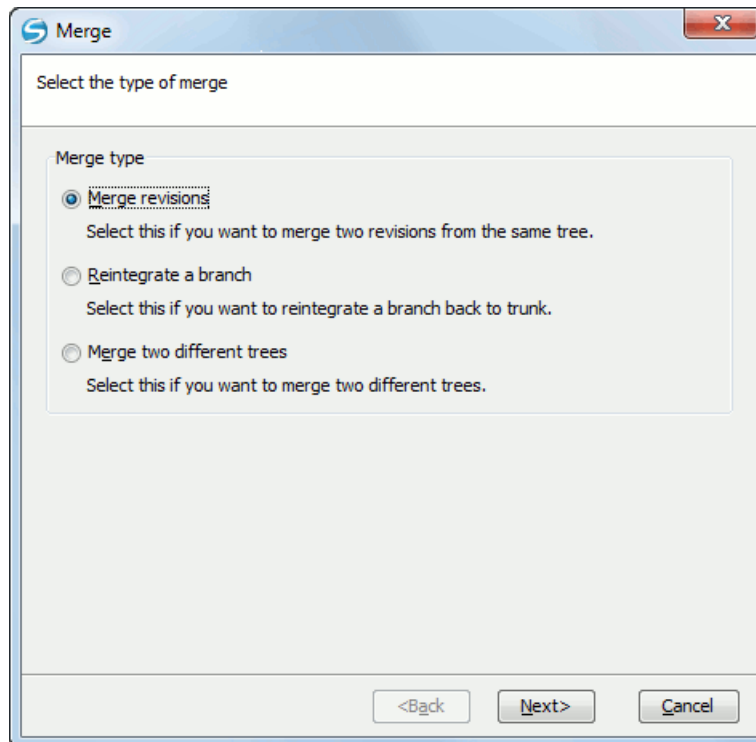 Merge
Select the type of merge
Merge type
Merge revisions
Select this if you want to merge two revisions from the same tree.
Reintegrate a branch
Select this if you want to reintegrate a branch back to trunk.
Merge two different trees
Select this if you want to merge two different trees.
<Back Next> Cancel